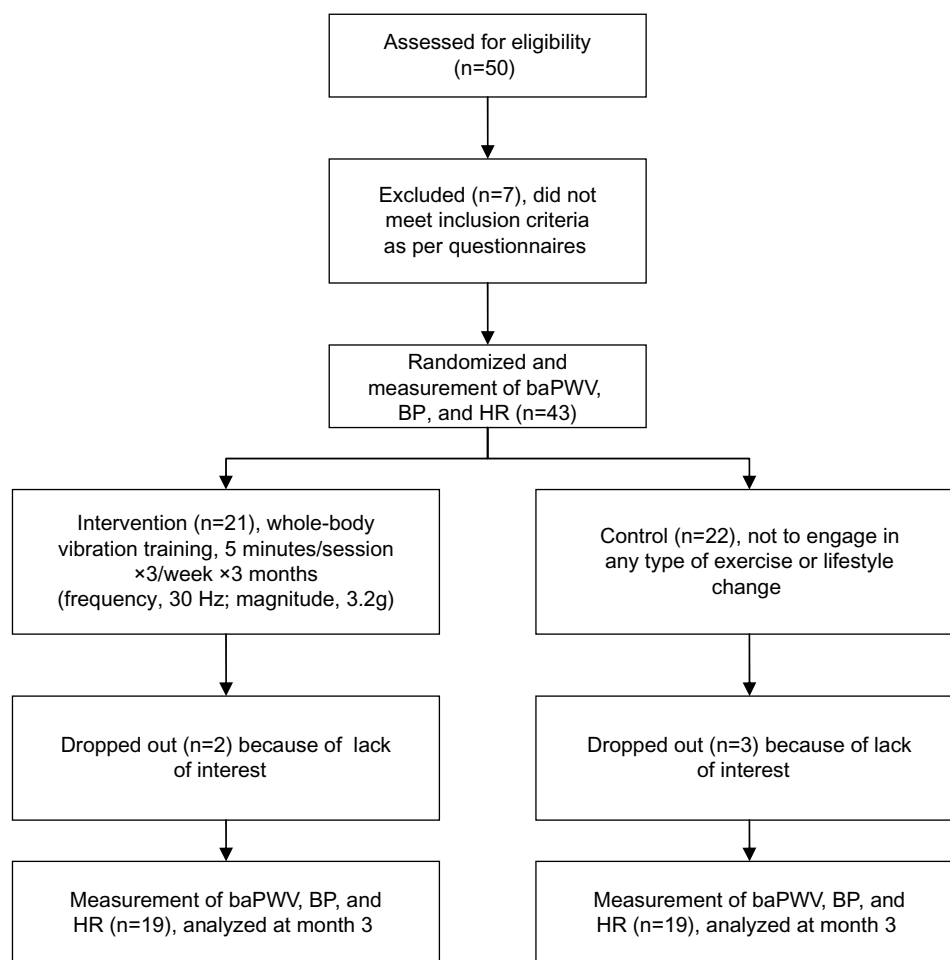 Assessed for eligibility
(n=50)
Excluded (n=7), did not
meet inclusion criteria
as per questionnaires
Randomized and
measurement of baPWV,
BP, and HR (n=43)
Intervention (n=21), whole-body
vibration training, 5 minutes/session
×3/week ×3 months
(frequency, 30 Hz; magnitude, 3.2g)
Control (n=22), not to engage in
any type of exercise or lifestyle
change
Dropped out (n=2) because of lack
of interest
Dropped out (n=3) because of lack
of interest
Measurement of baPWV, BP, and
HR (n=19), analyzed at month 3
Measurement of baPWV, BP, and
HR (n=19), analyzed at month 3